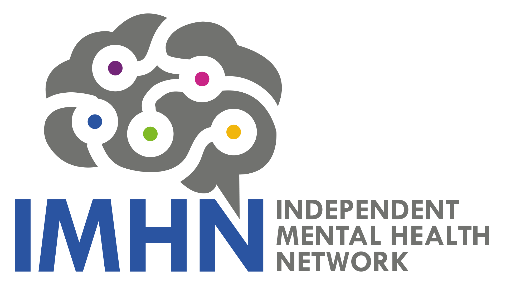 IMHN
INDEPENDENT
MENTAL HEALTH
NETWORK